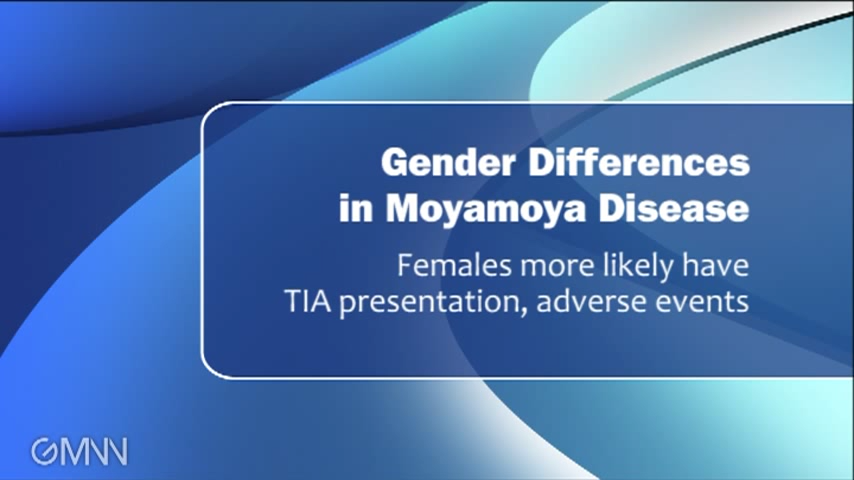 Gender Differences
in Moyamoya Disease
Females more likely have
TIA presentation, adverse events
GMNN